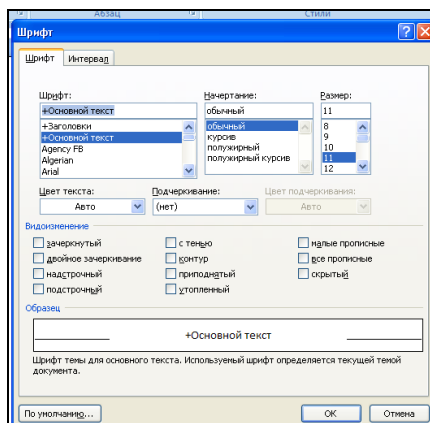 Абзац Стили
Шрифт
Шрифт Интервал
Шрифт: Начертание: Размер:
+Основной текст обычный 11
+Заголовки обычный 8
+Основной текст курсив 9
Agency FB полужирный 10
Algerian полужирный курсив 11
Arial 12
Цвет текста: Подчеркивание: Цвет подчеркивания:
Авто (нет) Авто
Видоизменение
зачеркнутый с тенью малые прописные
двойное зачеркивание контур все прописные
надстрочный приподнятый скрытый
подстрочный утопленный
Образец
+Основной текст
Шрифт темы для основного текста. Используемый шрифт определяется текущей темой
документа.
По умолчанию... ОК Отмена